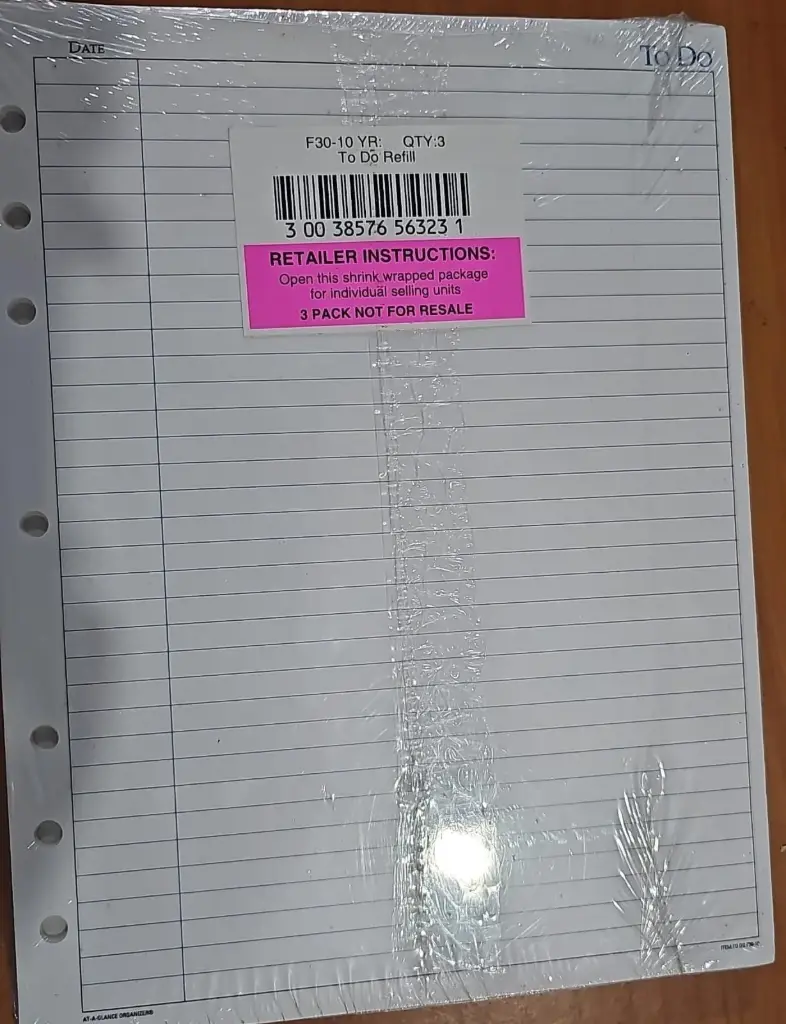 DATE
To Do
F30-10 YR: QTY:3
To Do Refill
3 00 38576 56323 1
RETAILER INSTRUCTIONS:
Open this shrink wrapped package
for individual selling units
3 PACK NOT FOR RESALE
AT-A-GLANCE ORGANIZERS